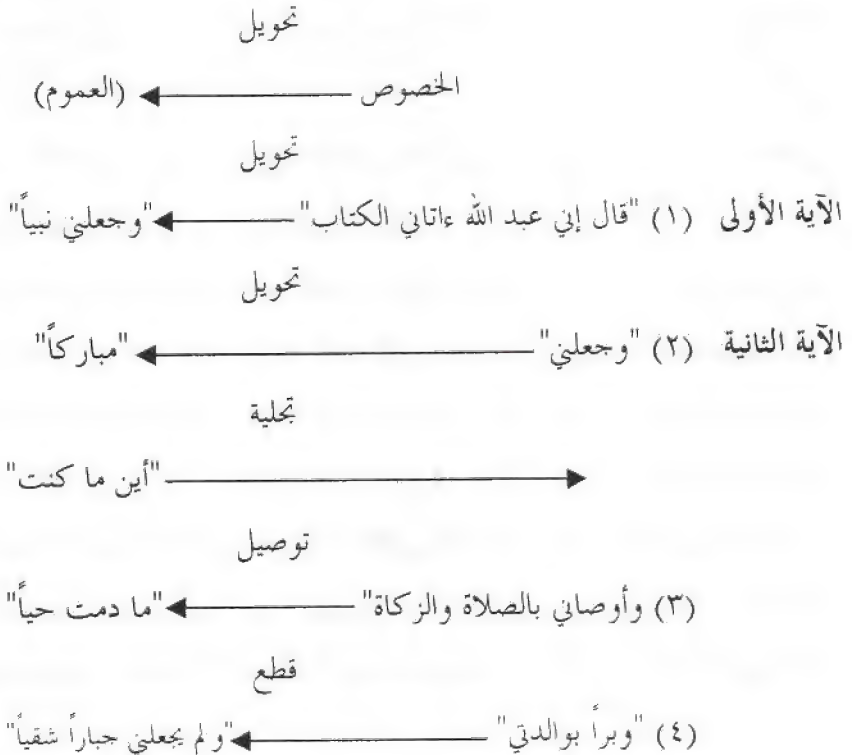 تحويل
الخصوص (العموم)
تحويل
الآية الأولى (١) "قال إني عبد الله ءاتاني الكتاب" "وجعلني نبياً"
تحويل
الآية الثانية (٢) "وجعلني" "مباركاً"
تجلية
"أين ما كنت"
توصيل
(٣) وأوصاني بالصلاة والزكاة" "ما دمت حياً"
قطع
(٤) "وبراً بوالدتي" "ولم يجعلني جباراً شقياً"